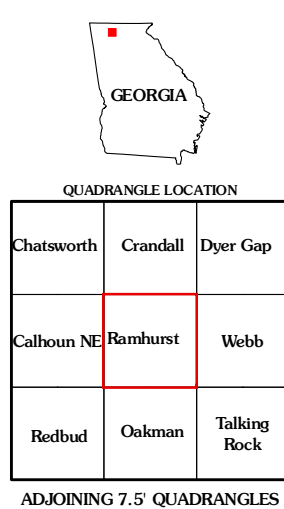 GEORGIA
QUADRANGLE LOCATION
Chatsworth Crandall Dyer Gap
Calhoun NE Ramhurst Webb
Redbud Oakman Talking
Rock
ADJOINING 7.5' QUADRANGLES